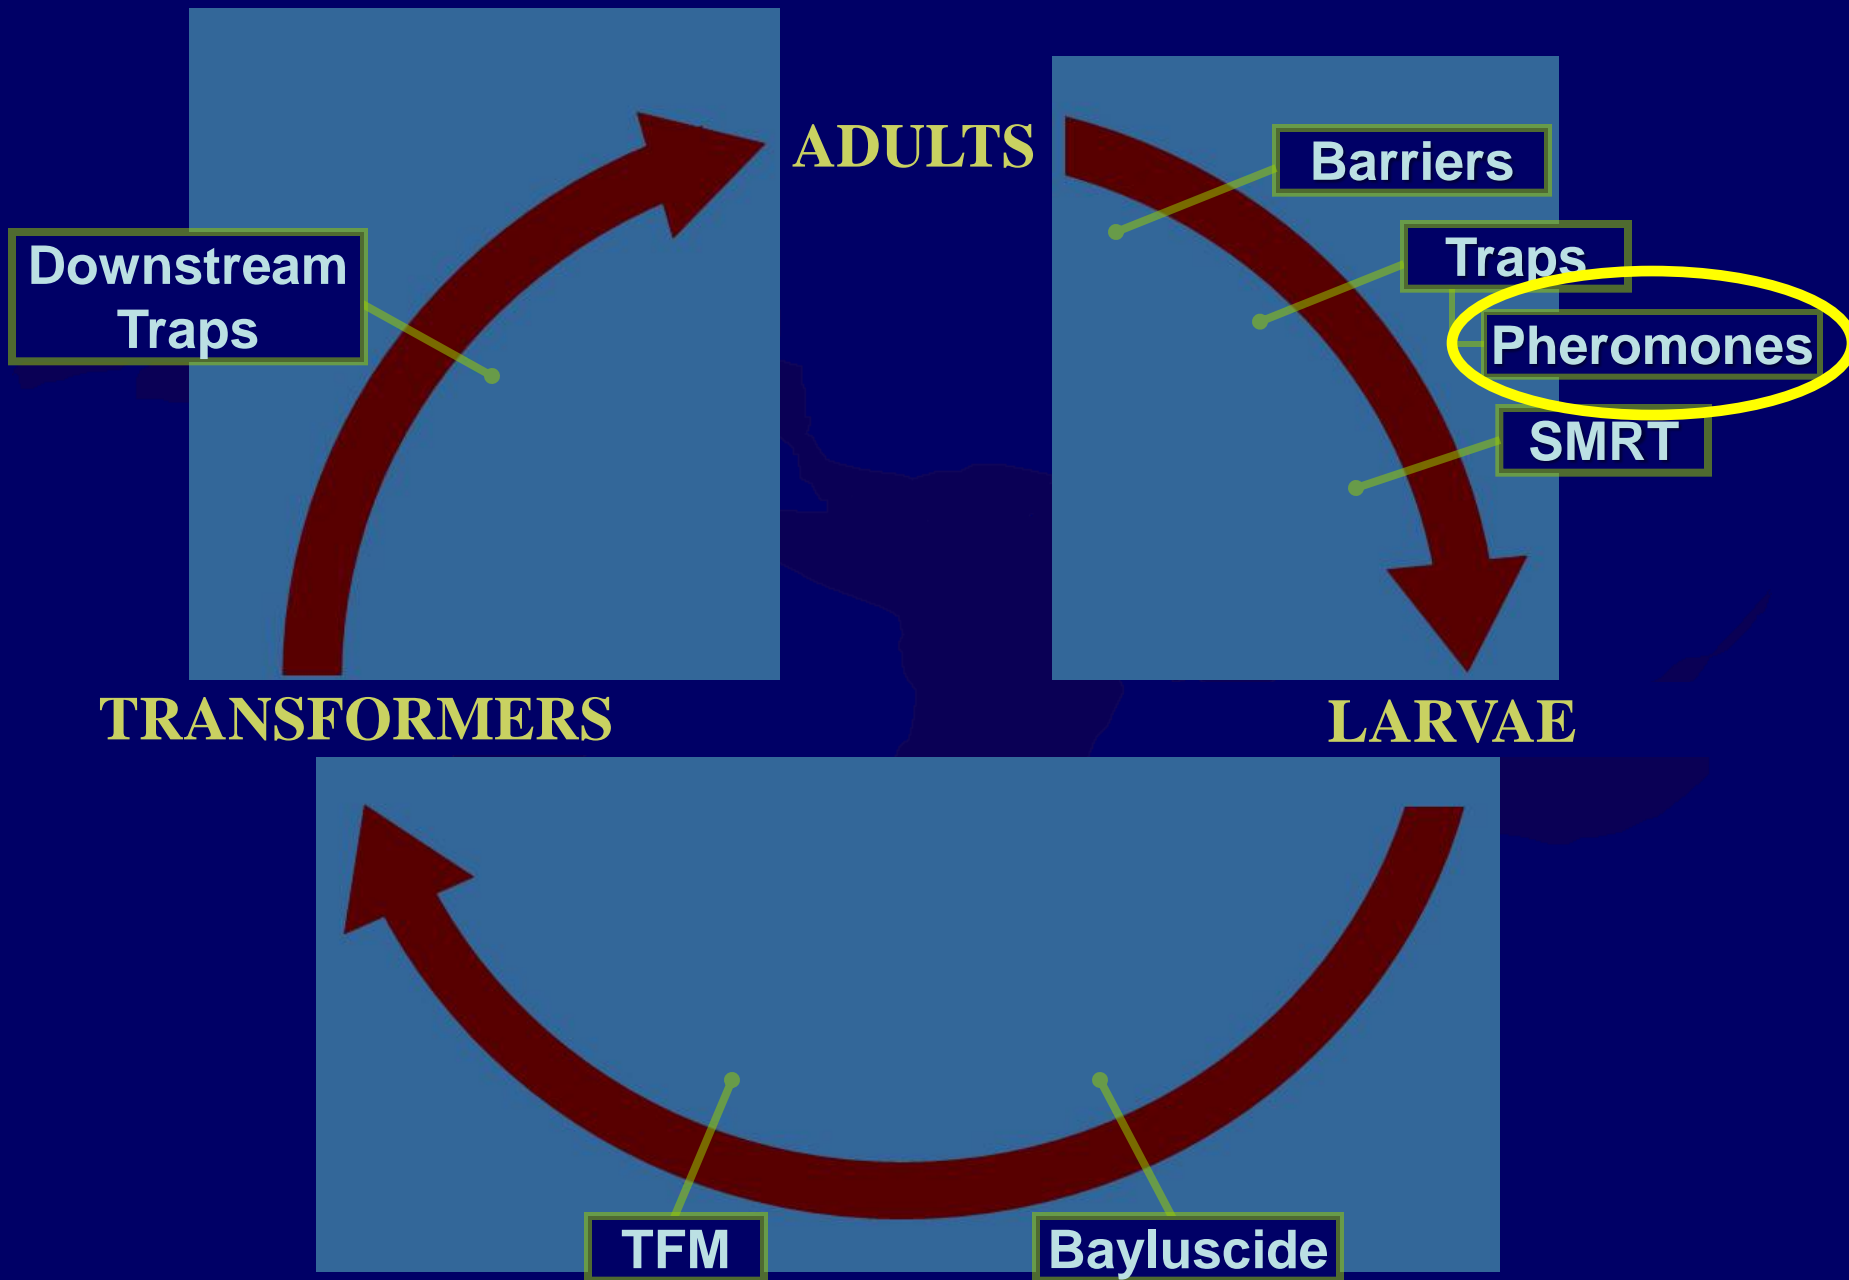 ADULTS
Barriers
Traps
Pheromones
SMRT
Downstream
Traps
TRANSFORMERS
LARVAE
TFM
Bayluscide